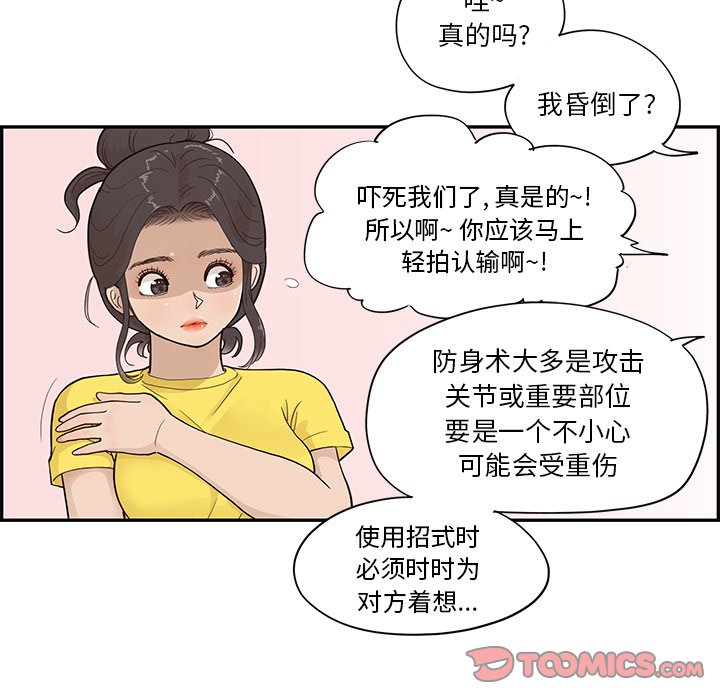 哇~
真的吗?
我昏倒了?
吓死我们了, 真是的~!
所以啊~ 你应该马上
轻拍认输啊~!
防身术大多是攻击
关节或重要部位
要是一个不小心
可能会受重伤
使用招式时
必须时时为
对方着想...
TOOMICS.COM